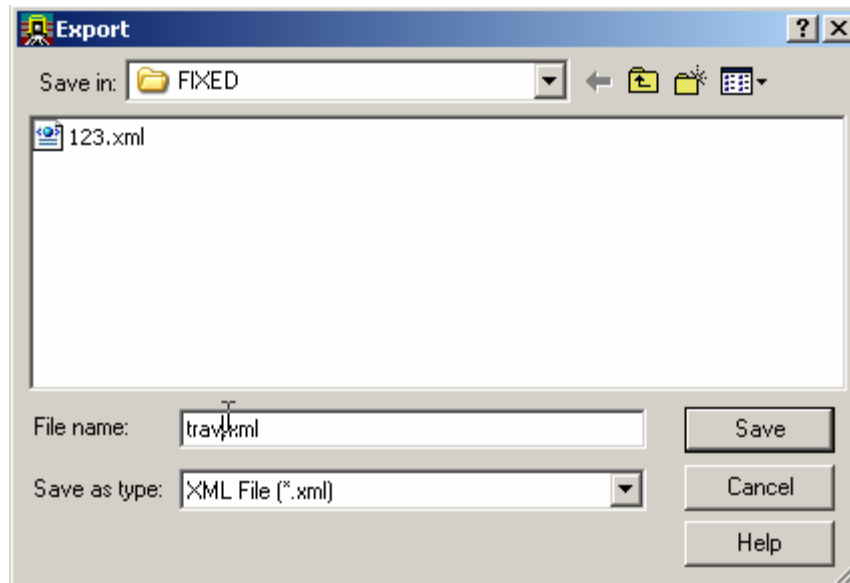 Export
Save in: FIXED
123.xml
File name: trav.xml Save
Save as type: XML File (*.xml) Cancel
Help